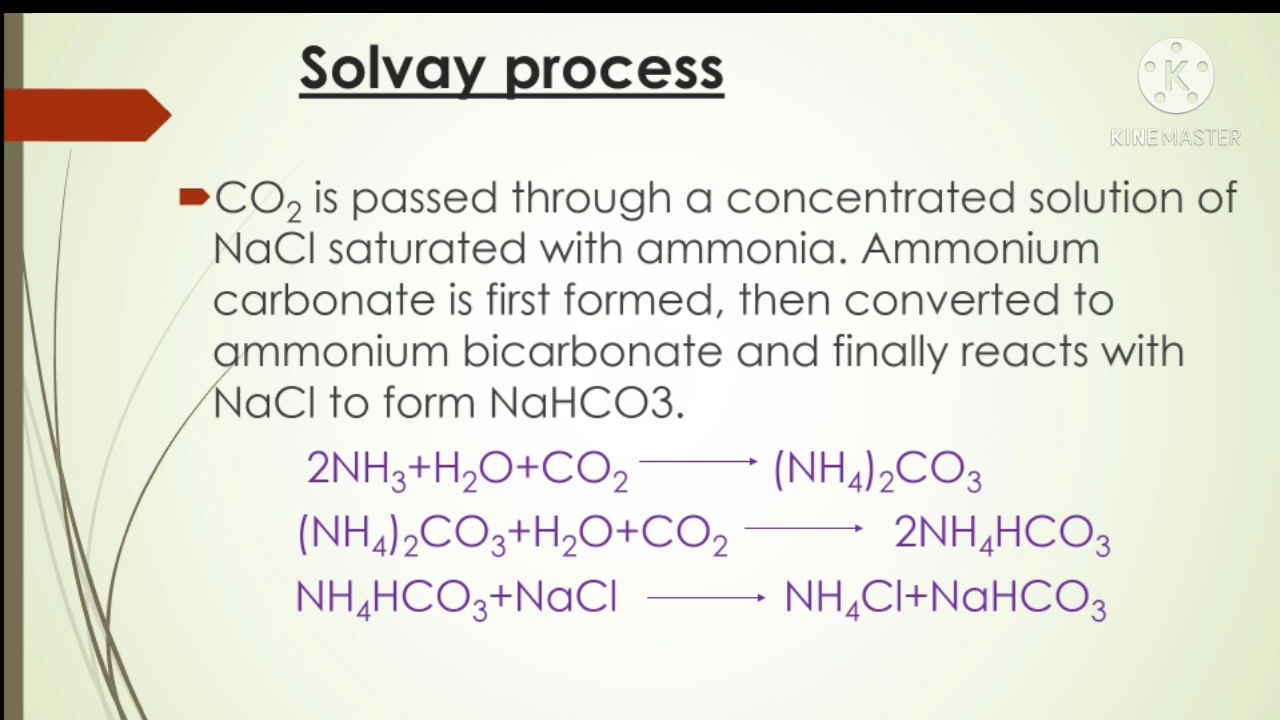 Solvay process
K
KINEMASTER
CO₂ is passed through a concentrated solution of
NaCl saturated with ammonia. Ammonium
carbonate is first formed, then converted to
ammonium bicarbonate and finally reacts with
NaCl to form NaHCO3.
2NH₃+H₂O+CO₂ ⟶ (NH₄)₂CO₃
(NH₄)₂CO₃+H₂O+CO₂ ⟶ 2NH₄HCO₃
NH₄HCO₃+NaCl ⟶ NH₄Cl+NaHCO₃